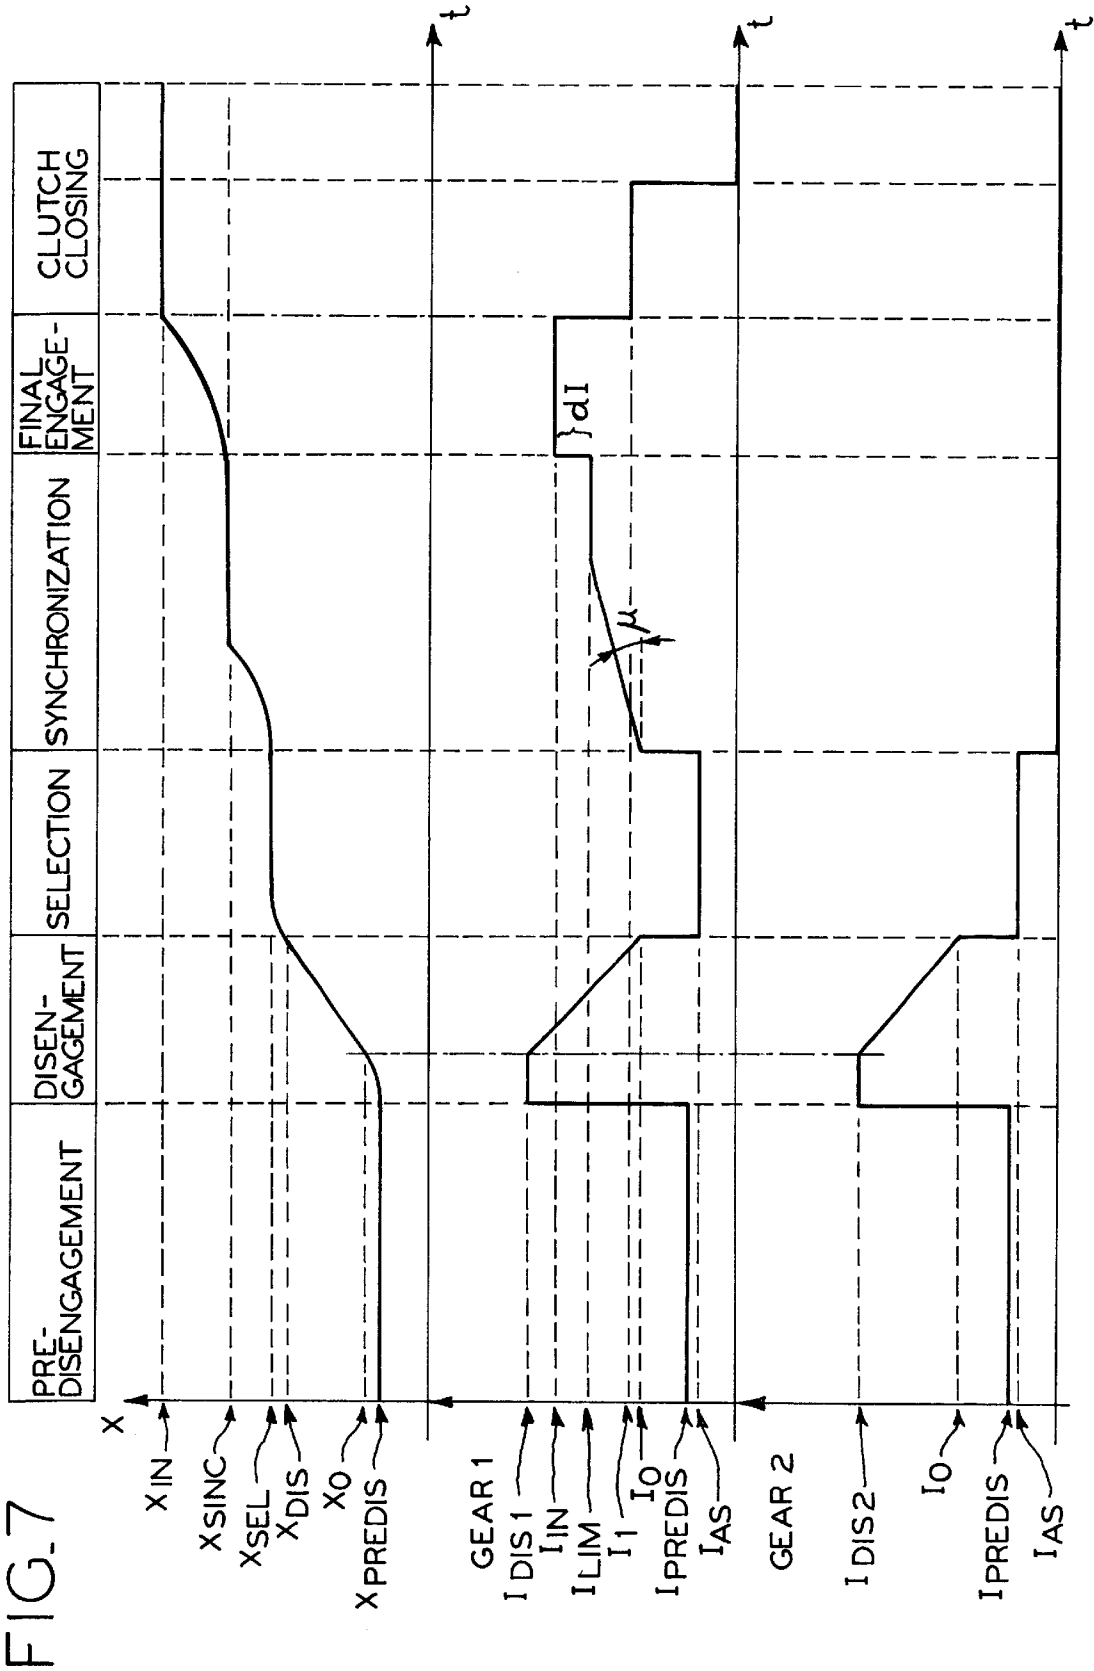 FIG.7
PRE-
DISENGAGEMENT
DISEN-
GAGEMENT
SELECTION
SYNCHRONIZATION
FINAL
ENGAGE-
MENT
CLUTCH
CLOSING
X
XIN
XSINC
XSEL
XDIS
XO
XPREDIS
t
GEAR 1
IDIS1
IIN
ILIM
I1
IO
IPREDIS
IAS
μ
}dI
t
GEAR 2
IDIS2
IO
IPREDIS
IAS
t